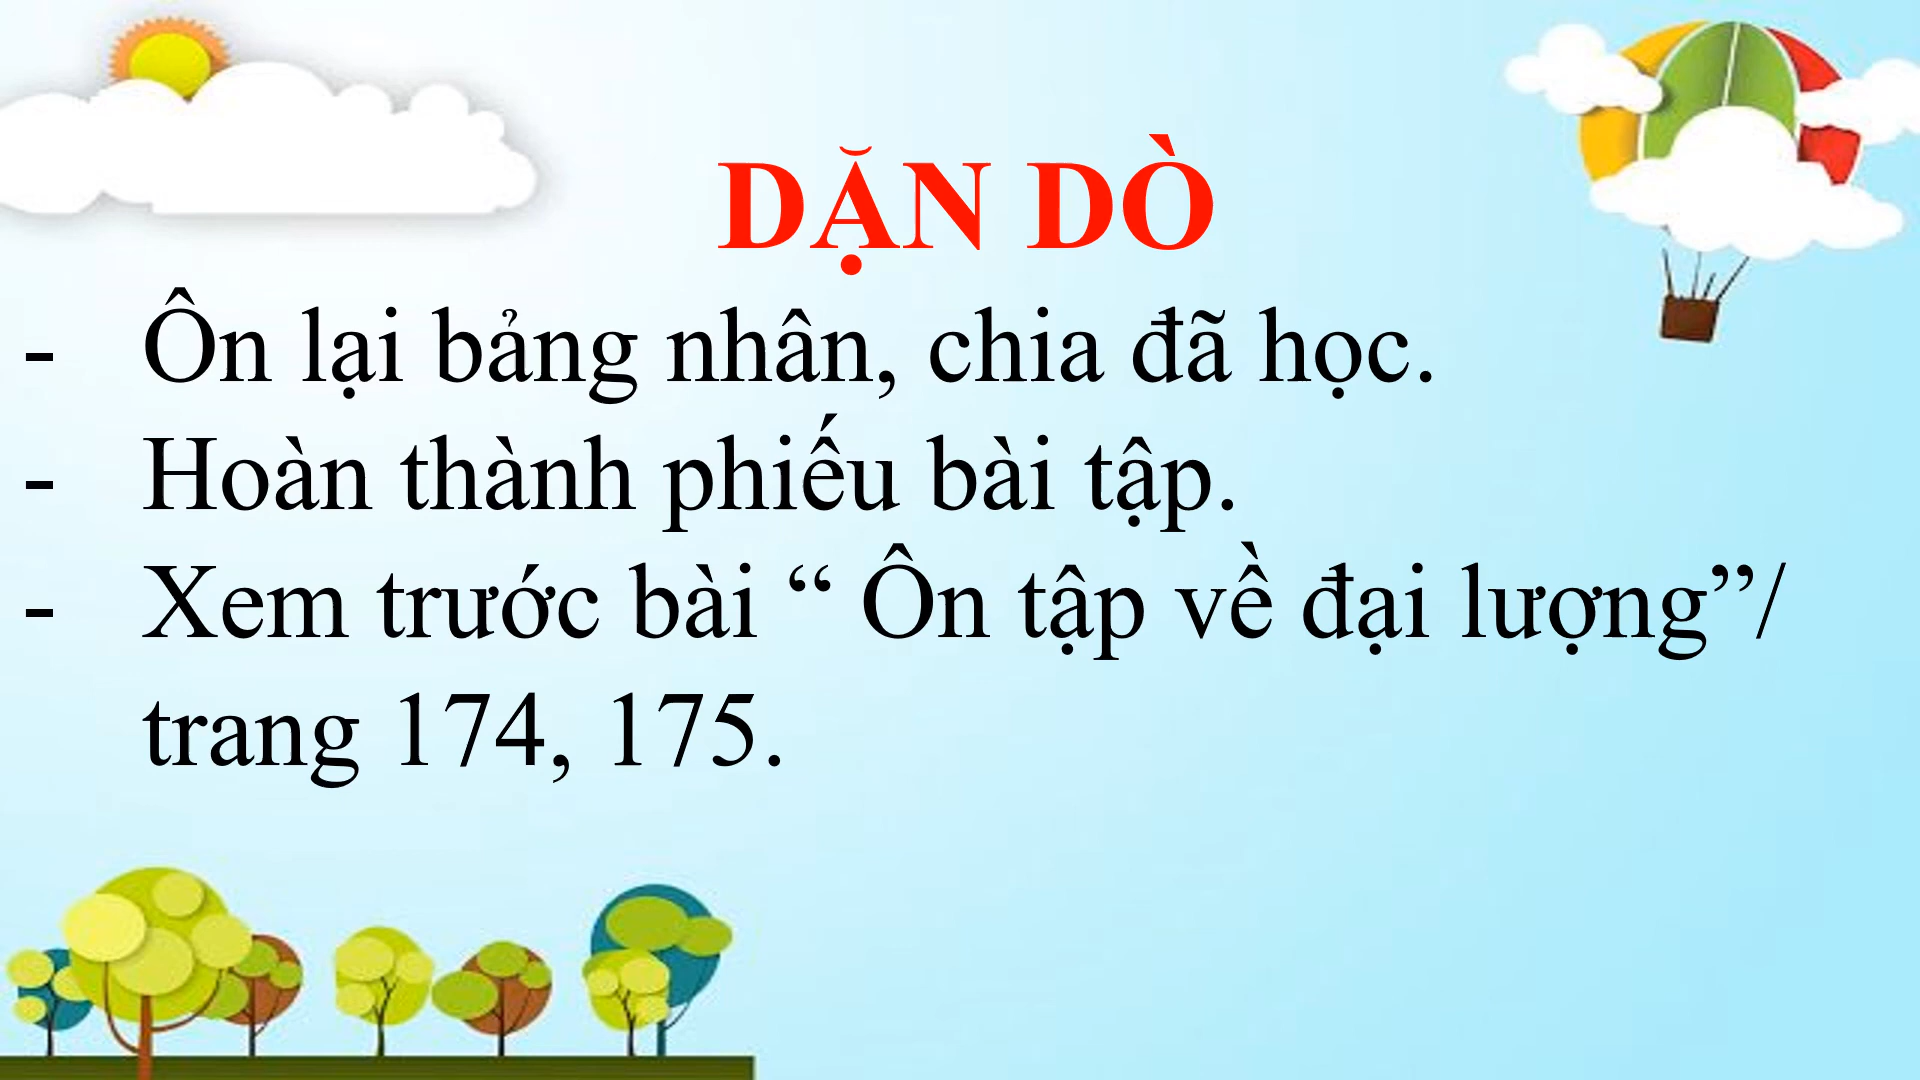 DẶN DÒ
- Ôn lại bảng nhân, chia đã học.
- Hoàn thành phiếu bài tập.
- Xem trước bài “ Ôn tập về đại lượng”/
trang 174, 175.